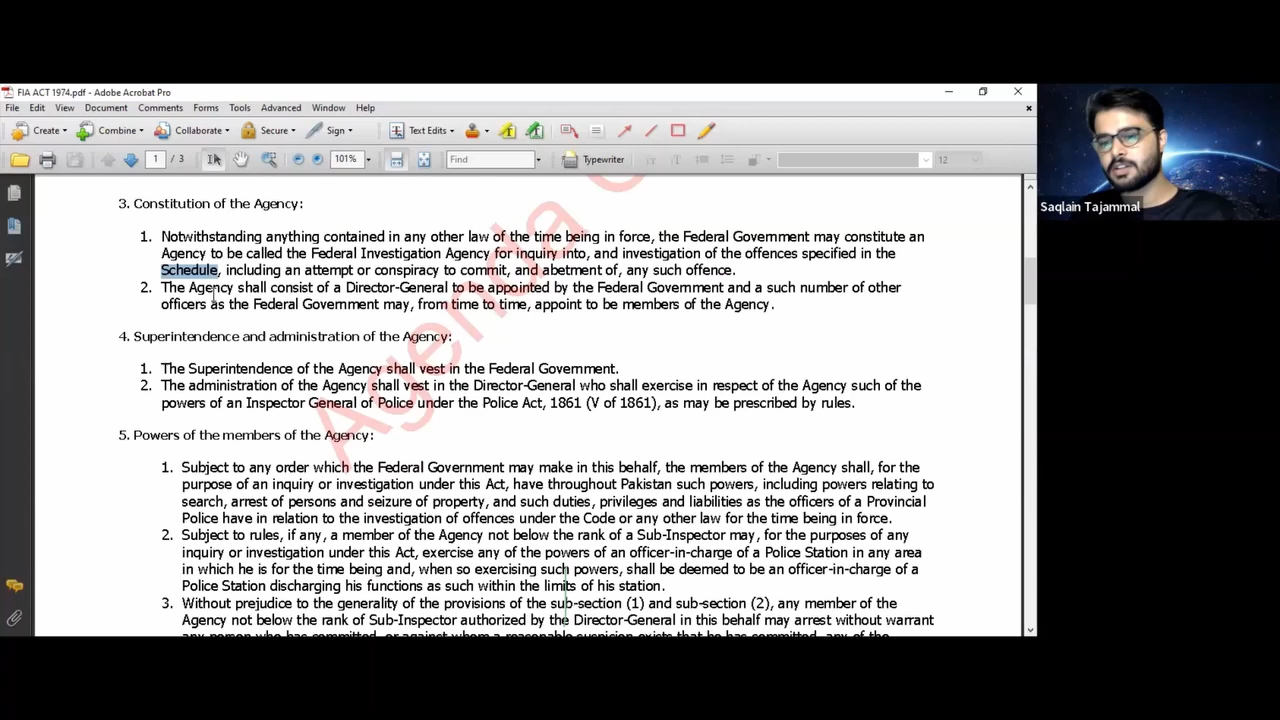 FIA ACT 1974.pdf - Adobe Acrobat Pro
File Edit View Document Comments Forms Tools Advanced Window Help
Create Combine Collaborate Secure Sign Text Edits
1 / 3 101% Find Typewriter 12
3. Constitution of the Agency:
1. Notwithstanding anything contained in any other law of the time being in force, the Federal Government may constitute an
Agency to be called the Federal Investigation Agency for inquiry into, and investigation of the offences specified in the
Schedule, including an attempt or conspiracy to commit, and abetment of, any such offence.
2. The Agency shall consist of a Director-General to be appointed by the Federal Government and a such number of other
officers as the Federal Government may, from time to time, appoint to be members of the Agency.
4. Superintendence and administration of the Agency:
1. The Superintendence of the Agency shall vest in the Federal Government.
2. The administration of the Agency shall vest in the Director-General who shall exercise in respect of the Agency such of the
powers of an Inspector General of Police under the Police Act, 1861 (V of 1861), as may be prescribed by rules.
5. Powers of the members of the Agency:
1. Subject to any order which the Federal Government may make in this behalf, the members of the Agency shall, for the
purpose of an inquiry or investigation under this Act, have throughout Pakistan such powers, including powers relating to
search, arrest of persons and seizure of property, and such duties, privileges and liabilities as the officers of a Provincial
Police have in relation to the investigation of offences under the Code or any other law for the time being in force.
2. Subject to rules, if any, a member of the Agency not below the rank of a Sub-Inspector may, for the purposes of any
inquiry or investigation under this Act, exercise any of the powers of an officer-in-charge of a Police Station in any area
in which he is for the time being and, when so exercising such powers, shall be deemed to be an officer-in-charge of a
Police Station discharging his functions as such within the limits of his station.
3. Without prejudice to the generality of the provisions of the sub-section (1) and sub-section (2), any member of the
Agency not below the rank of Sub-Inspector authorized by the Director-General in this behalf may arrest without warrant
any person who has committed, or against whom a reasonable suspicion exists that he has committed, any of the
Agenda
Saqlain Tajammal